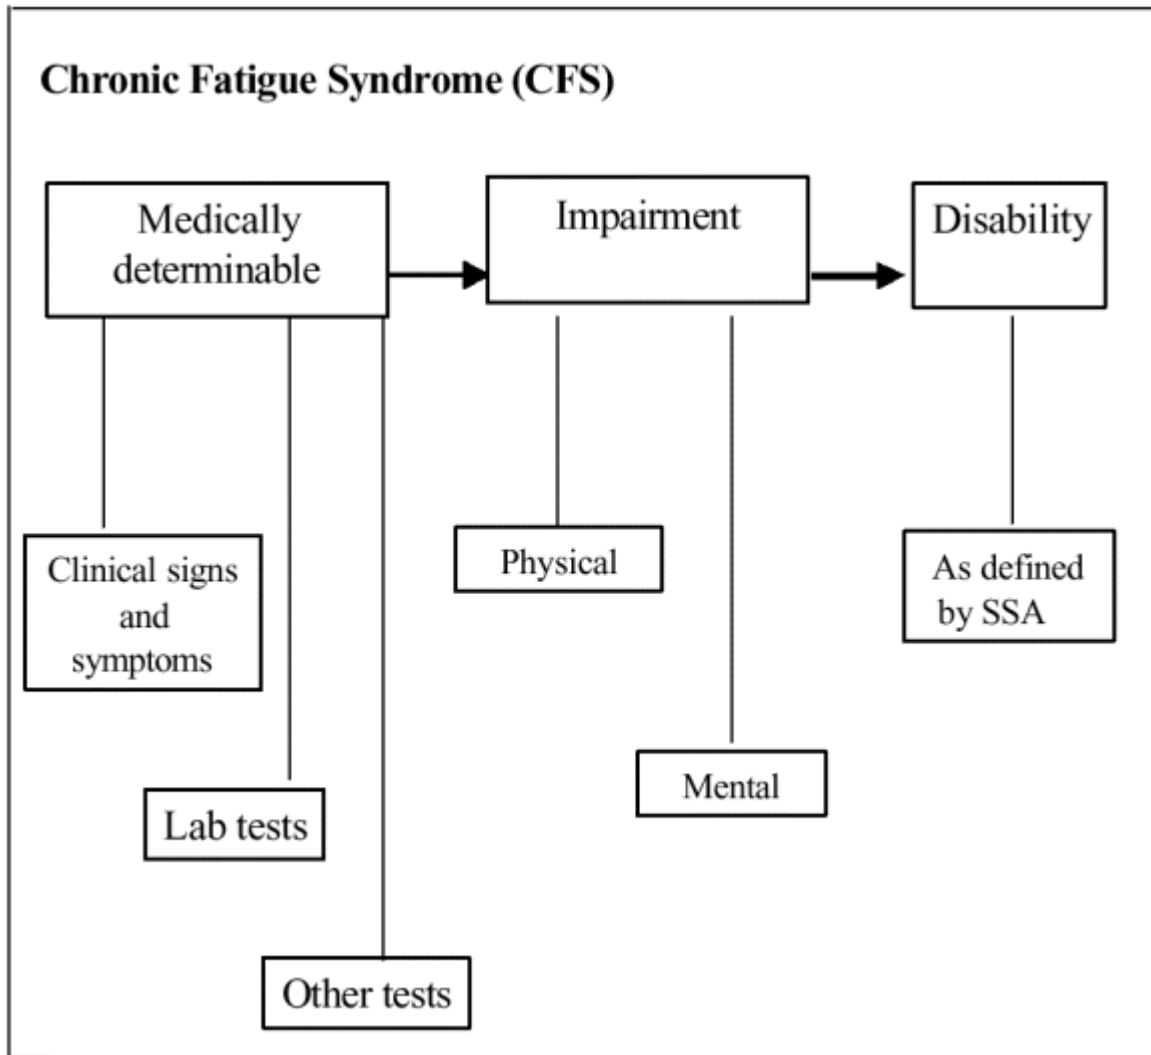 Chronic Fatigue Syndrome (CFS)
Medically
determinable
Impairment
Disability
Clinical signs
and
symptoms
Physical
As defined
by SSA
Lab tests
Mental
Other tests